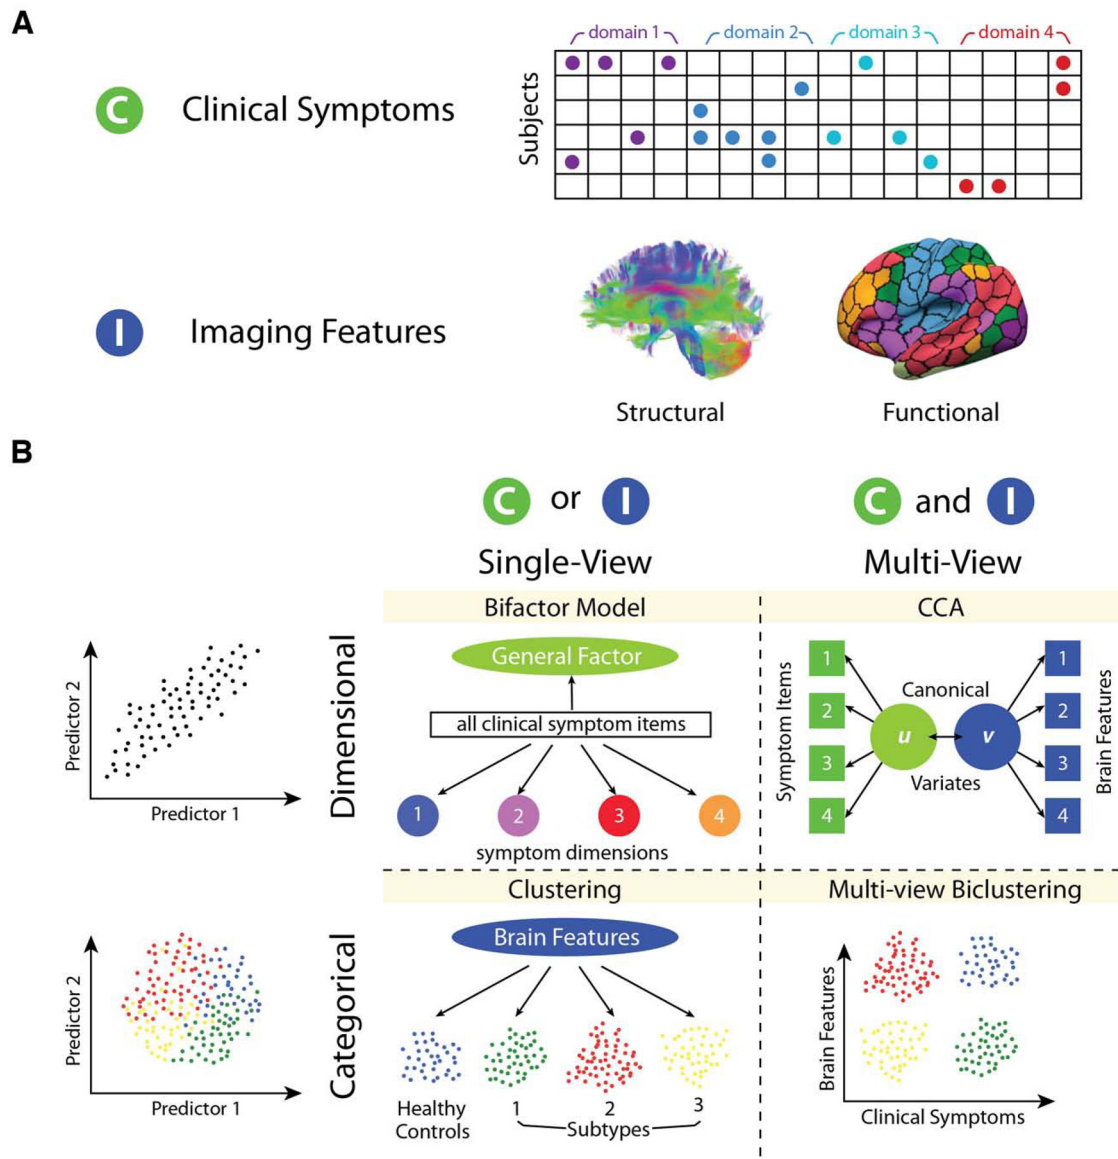 A
domain 1 domain 2 domain 3 domain 4
Subjects
C Clinical Symptoms
I Imaging Features
Structural Functional
B
C or I
Single-View
C and I
Multi-View
Dimensional
Predictor 2
Predictor 1
Bifactor Model
General Factor
all clinical symptom items
1 2 3 4
symptom dimensions
CCA
Symptom Items
1
2
3
4
Canonical
u v
Variates
1
2
3
4
Brain Features
Categorical
Predictor 2
Predictor 1
Clustering
Brain Features
Healthy
Controls
1 2 3
Subtypes
Multi-view Biclustering
Brain Features
Clinical Symptoms